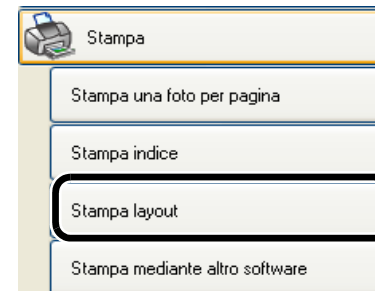 Stampa
Stampa una foto per pagina
Stampa indice
Stampa layout
Stampa mediante altro software